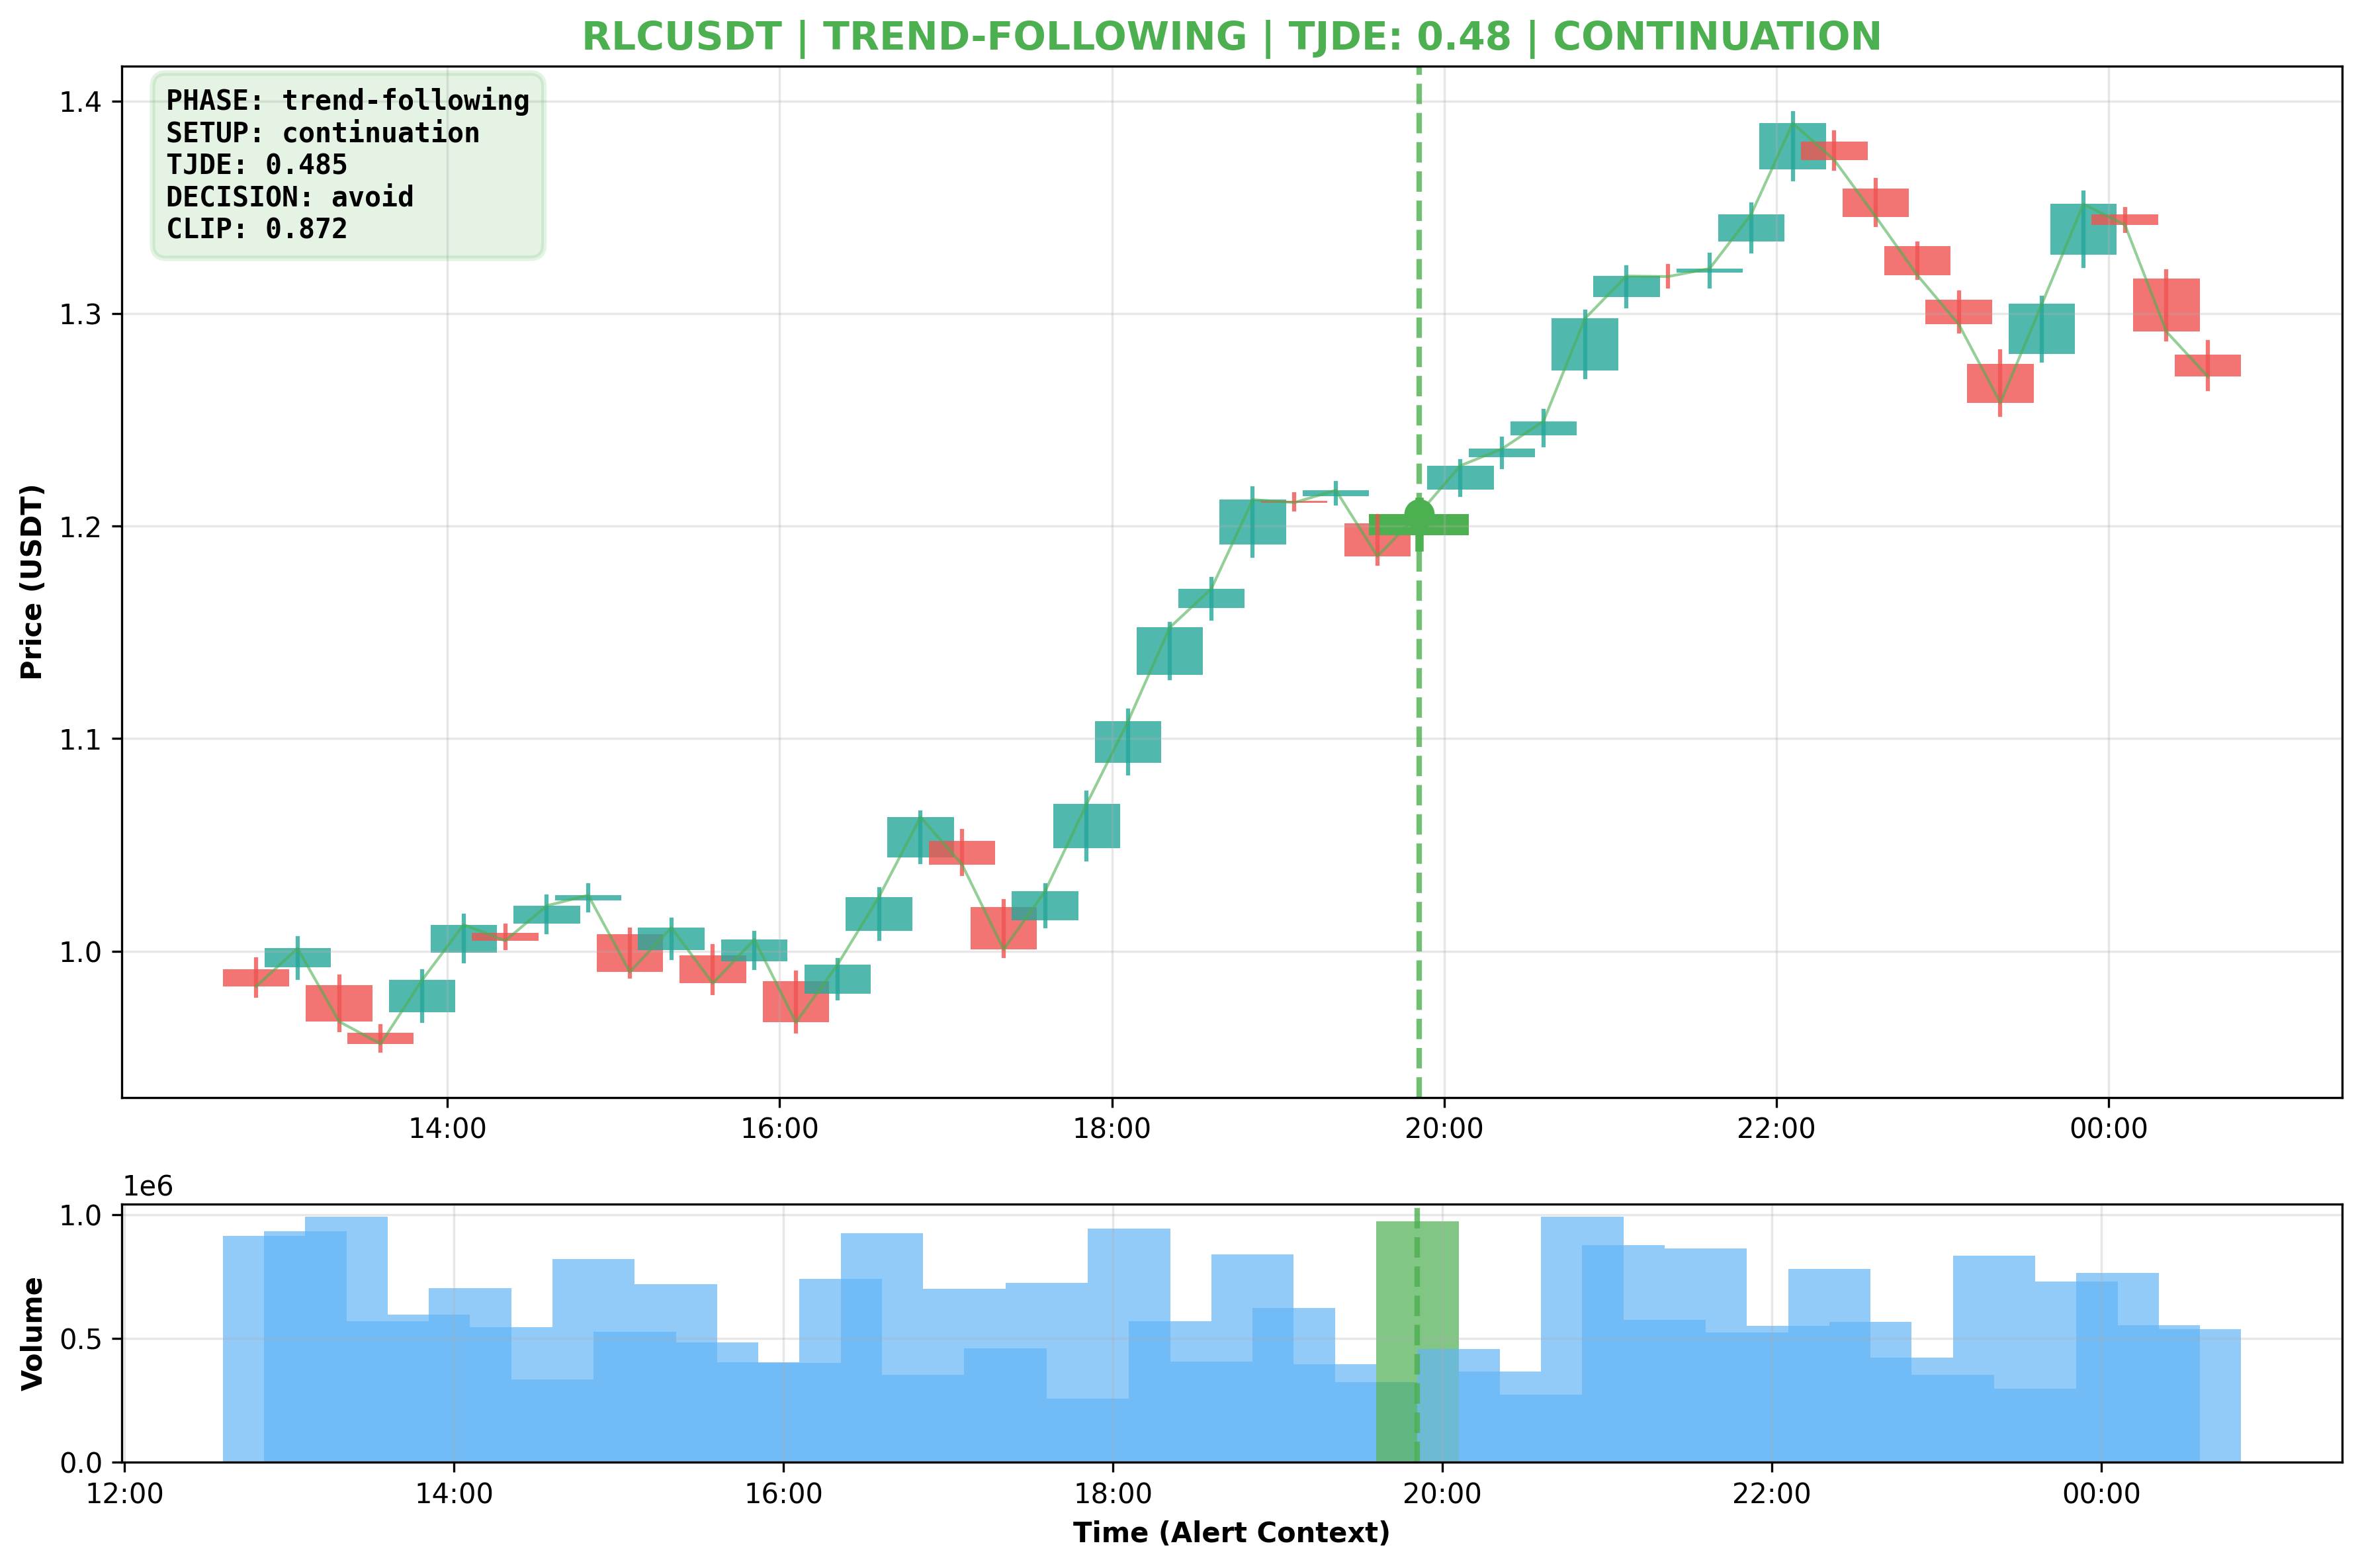 RLCUSDT | TREND-FOLLOWING | TJDE: 0.48 | CONTINUATION
PHASE: trend-following
SETUP: continuation
TJDE: 0.485
DECISION: avoid
CLIP: 0.872
Price (USDT)
1.4
1.3
1.2
1.1
1.0
14:00 16:00 18:00 20:00 22:00 00:00
1e6
Volume
1.0
0.5
0.0
12:00 14:00 16:00 18:00 20:00 22:00 00:00
Time (Alert Context)